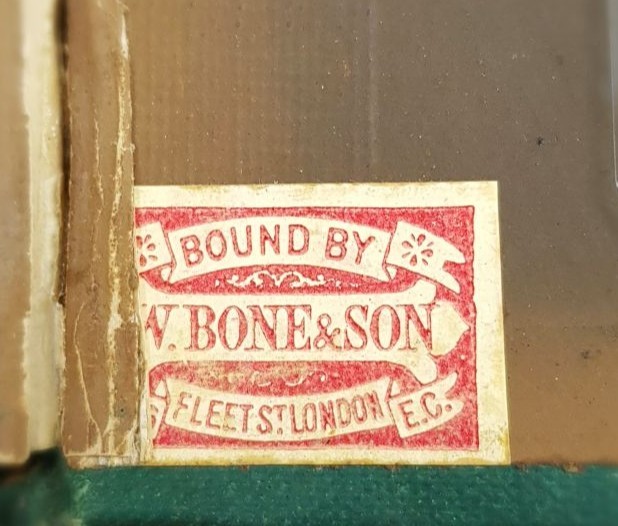 BOUND BY
W. BONE & SON
FLEET ST. LONDON E.C.